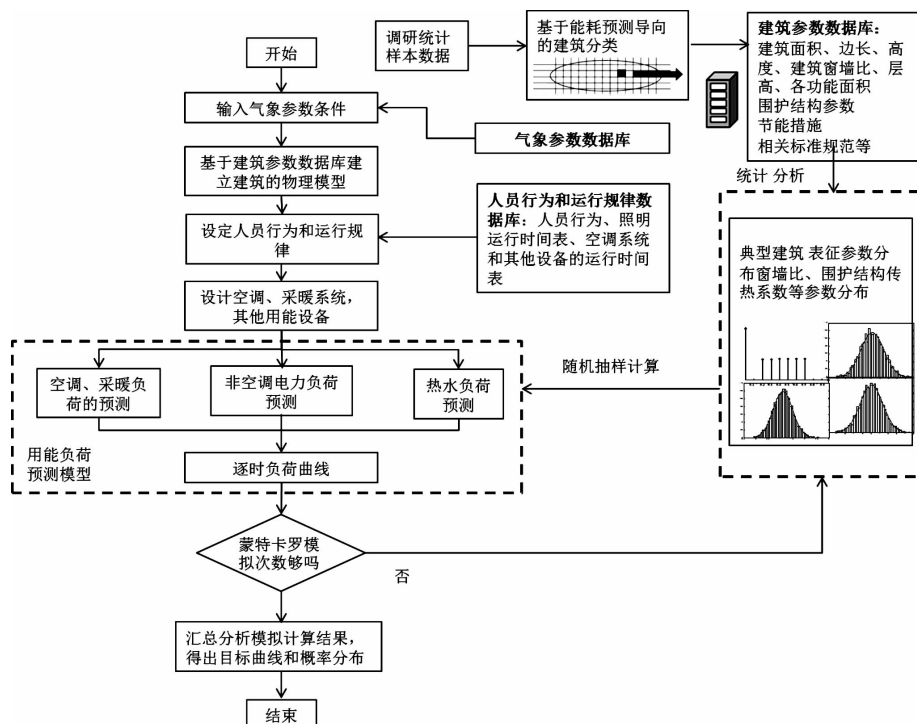 开始
调研统计
样本数据
基于能耗预测导向
的建筑分类
建筑参数数据库：
建筑面积、边长、高
度、建筑窗墙比、层
高、各功能面积
围护结构参数
节能措施
相关标准规范等
输入气象参数条件
气象参数数据库
基于建筑参数数据库建
立建筑的物理模型
统计 分析
设定人员行为和运行规
律
人员行为和运行规律数
据库：人员行为、照明
运行时间表、空调系统
和其他设备的运行时间
表
典型建筑 表征参数分
布窗墙比、围护结构传
热系数等参数分布
设计空调、采暖系统，
其他用能设备
空调、采暖负
荷的预测
非空调电力负荷
预测
热水负荷
预测
随机抽样计算
用能负荷
预测模型
逐时负荷曲线
蒙特卡罗模
拟次数够吗
否
汇总分析模拟计算结果，
得出目标曲线和概率分布
结束